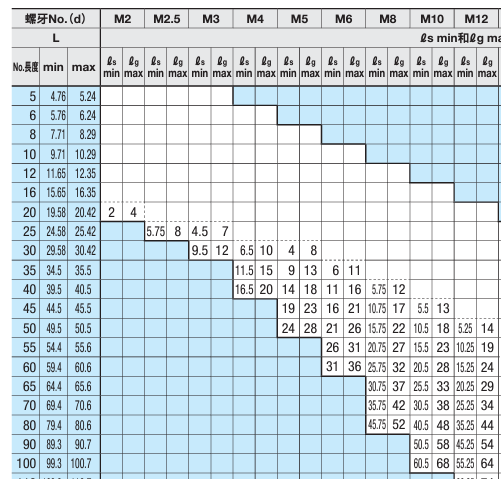 螺牙No.(d) M2 M2.5 M3 M4 M5 M6 M8 M10 M12
L ℓs min和ℓg ma
No.長度 min max ℓs min ℓg max ℓs min ℓg max ℓs min ℓg max ℓs min ℓg max ℓs min ℓg max ℓs min ℓg max ℓs min ℓg max ℓs min ℓg max ℓs min ℓg max
5 4.76 5.24
6 5.76 6.24
8 7.71 8.29
10 9.71 10.29
12 11.65 12.35
16 15.65 16.35
20 19.58 20.42 2 4
25 24.58 25.42 5.75 8 4.5 7
30 29.58 30.42 9.5 12 6.5 10 4 8
35 34.5 35.5 11.5 15 9 13 6 11
40 39.5 40.5 16.5 20 14 18 11 16 5.75 12
45 44.5 45.5 19 23 16 21 10.75 17 5.5 13
50 49.5 50.5 24 28 21 26 15.75 22 10.5 18 5.25 14
55 54.4 55.6 26 31 20.75 27 15.5 23 10.25 19
60 59.4 60.6 31 36 25.75 32 20.5 28 15.25 24
65 64.4 65.6 30.75 37 25.5 33 20.25 29
70 69.4 70.6 35.75 42 30.5 38 25.25 34
80 79.4 80.6 45.75 52 40.5 48 35.25 44
90 89.3 90.7 50.5 58 45.25 54
100 99.3 100.7 60.5 68 55.25 64